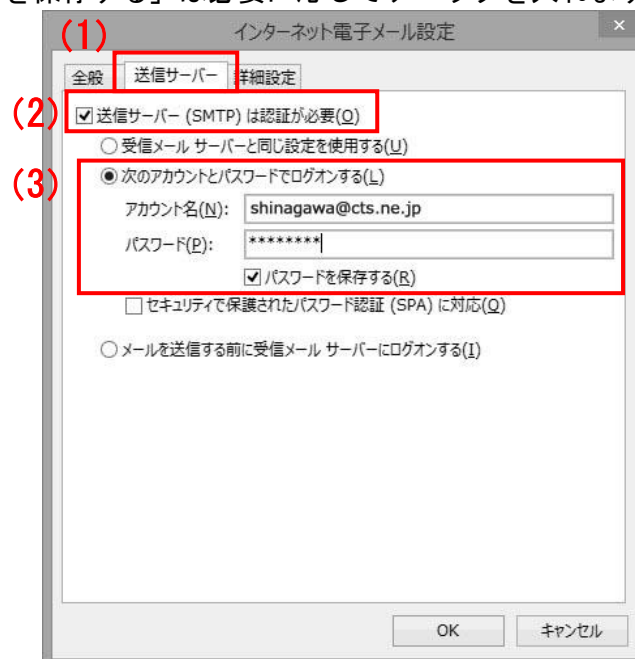 を保存する」は必要に応じてチェックを入れます
(1)
インターネット電子メール設定
×
全般 送信サーバー 詳細設定
(2)
送信サーバー (SMTP) は認証が必要(O)
受信メール サーバーと同じ設定を使用する(U)
(3)
次のアカウントとパスワードでログオンする(L)
アカウント名(N): shinagawa@cts.ne.jp
パスワード(P): ********
パスワードを保存する(R)
セキュリティで保護されたパスワード認証 (SPA) に対応(Q)
メールを送信する前に受信メール サーバーにログオンする(I)
OK キャンセル